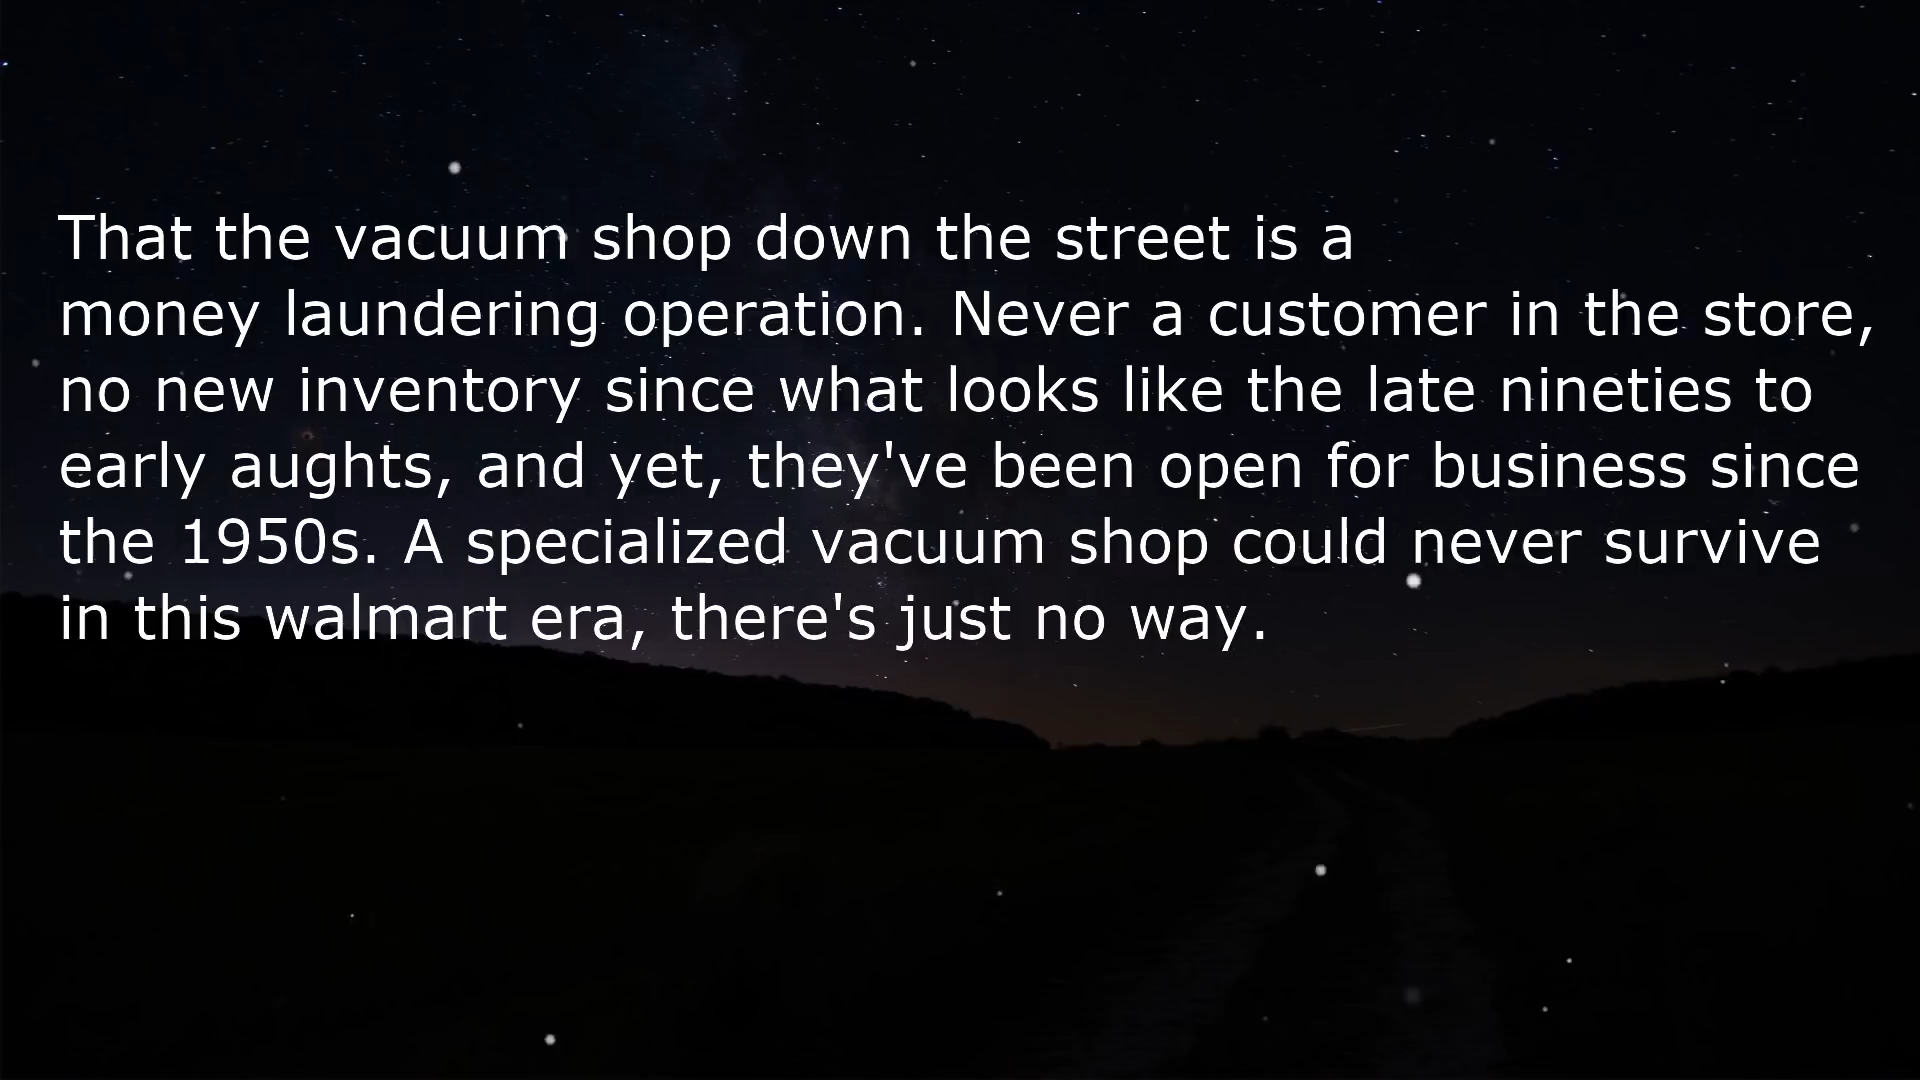 That the vacuum shop down the street is a
money laundering operation. Never a customer in the store,
no new inventory since what looks like the late nineties to
early aughts, and yet, they've been open for business since
the 1950s. A specialized vacuum shop could never survive
in this walmart era, there's just no way.